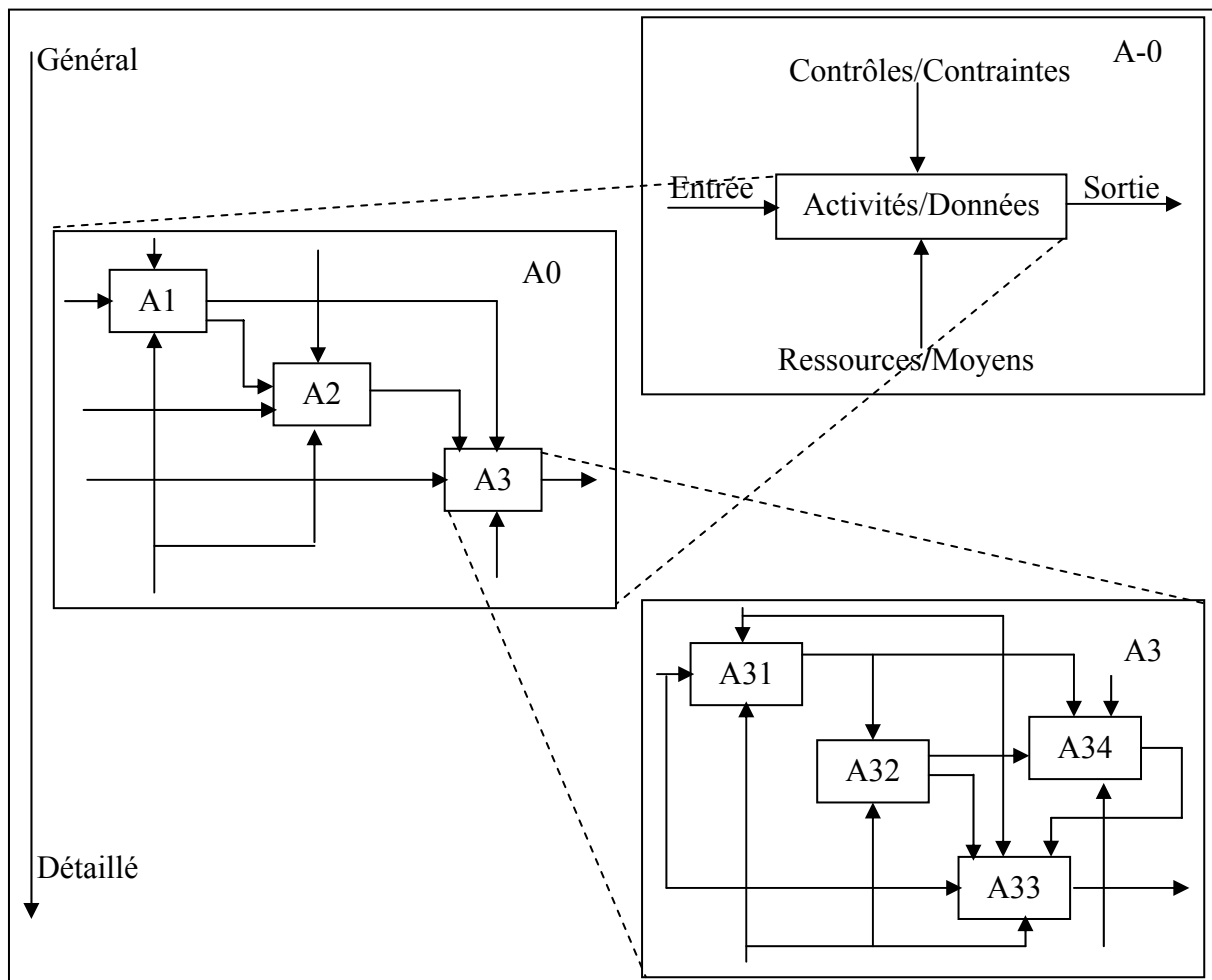 Général
A-0
Contrôles/Contraintes
Entrée
Activités/Données
Sortie
Ressources/Moyens
A0
A1
A2
A3
A3
A31
A32
A34
A33
Détaillé